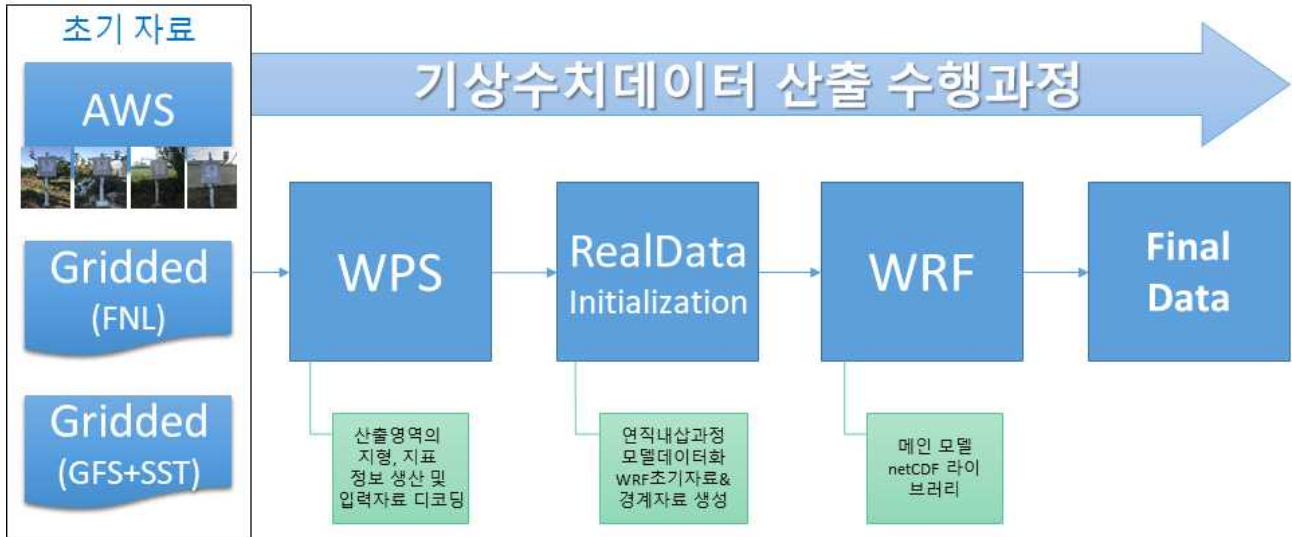 초기 자료
AWS
Gridded
(FNL)
Gridded
(GFS+SST)
기상수치데이터 산출 수행과정
WPS
RealData
Initialization
WRF
Final
Data
산출영역의
지형, 지표
정보 생산 및
입력자료 디코딩
연직내삽과정
모델데이터화
WRF초기자료&
경계자료 생성
메인 모델
netCDF 라이
브러리